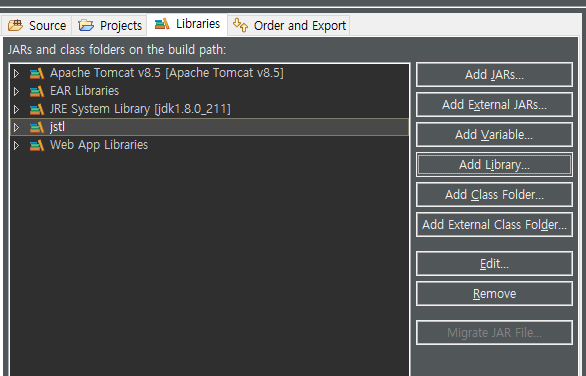 Source Projects Libraries Order and Export
JARs and class folders on the build path:
Apache Tomcat v8.5 [Apache Tomcat v8.5]
EAR Libraries
JRE System Library [jdk1.8.0_211]
jstl
Web App Libraries
Add JARs...
Add External JARs...
Add Variable...
Add Library...
Add Class Folder...
Add External Class Folder...
Edit...
Remove
Migrate JAR File...